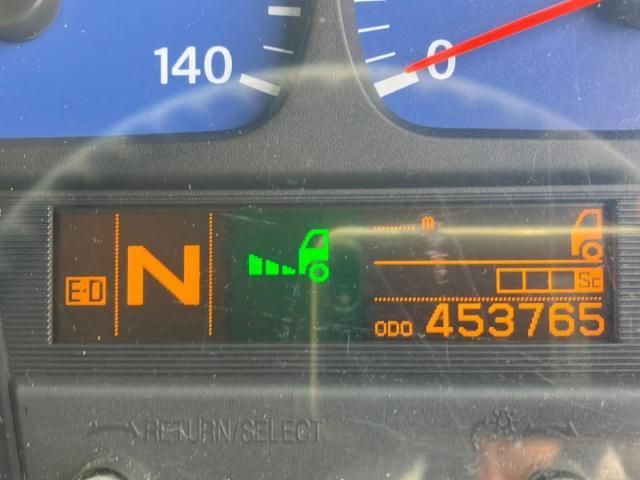 140
0
m
E·D
N
Sc
ODO 453765
RETURN/SELECT